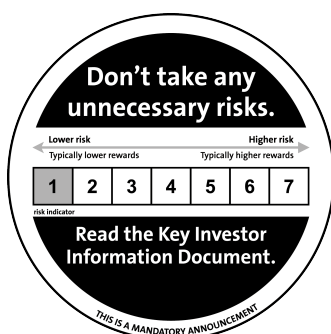 Don’t take any
unnecessary risks.
Lower risk Higher risk
Typically lower rewards Typically higher rewards
1 2 3 4 5 6 7
risk indicator
Read the Key Investor
Information Document.
THIS IS A MANDATORY ANNOUNCEMENT